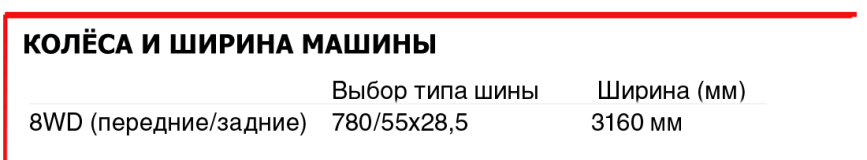 КОЛЁСА И ШИРИНА МАШИНЫ
Выбор типа шины Ширина (мм)
8WD (передние/задние) 780/55x28,5 3160 мм